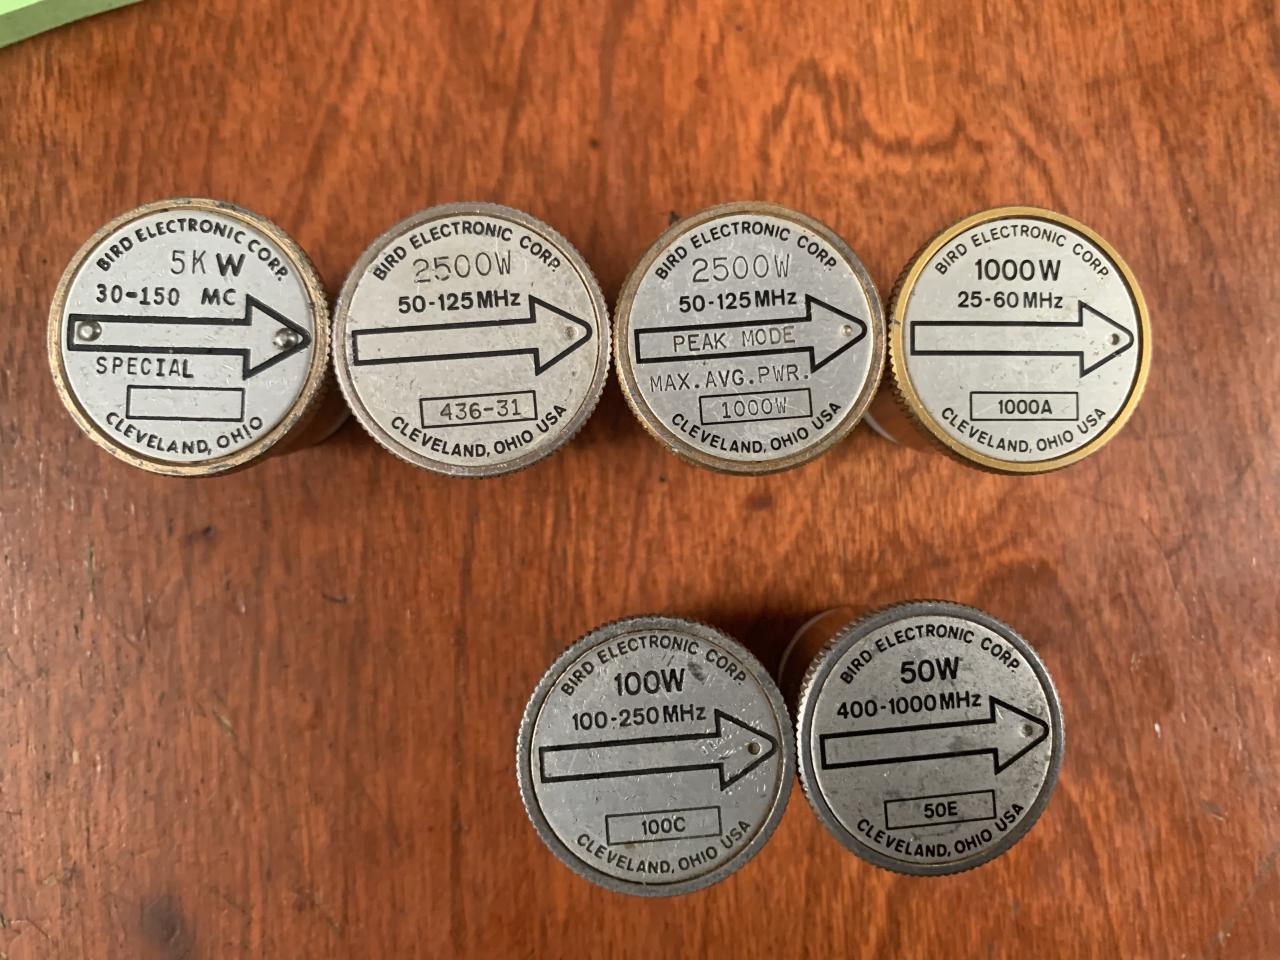 BIRD ELECTRONIC CORP.
5KW
30-150 MC
SPECIAL
CLEVELAND, OHIO
BIRD ELECTRONIC CORP.
2500W
50-125MHz
436-31
CLEVELAND, OHIO USA
BIRD ELECTRONIC CORP.
2500W
50-125MHz
PEAK MODE
MAX.AVG.PWR.
1000W
CLEVELAND, OHIO USA
BIRD ELECTRONIC CORP.
1000W
25-60MHz
1000A
CLEVELAND, OHIO USA
BIRD ELECTRONIC CORP.
100W
100-250MHz
100C
CLEVELAND, OHIO USA
BIRD ELECTRONIC CORP.
50W
400-1000MHz
50E
CLEVELAND, OHIO USA